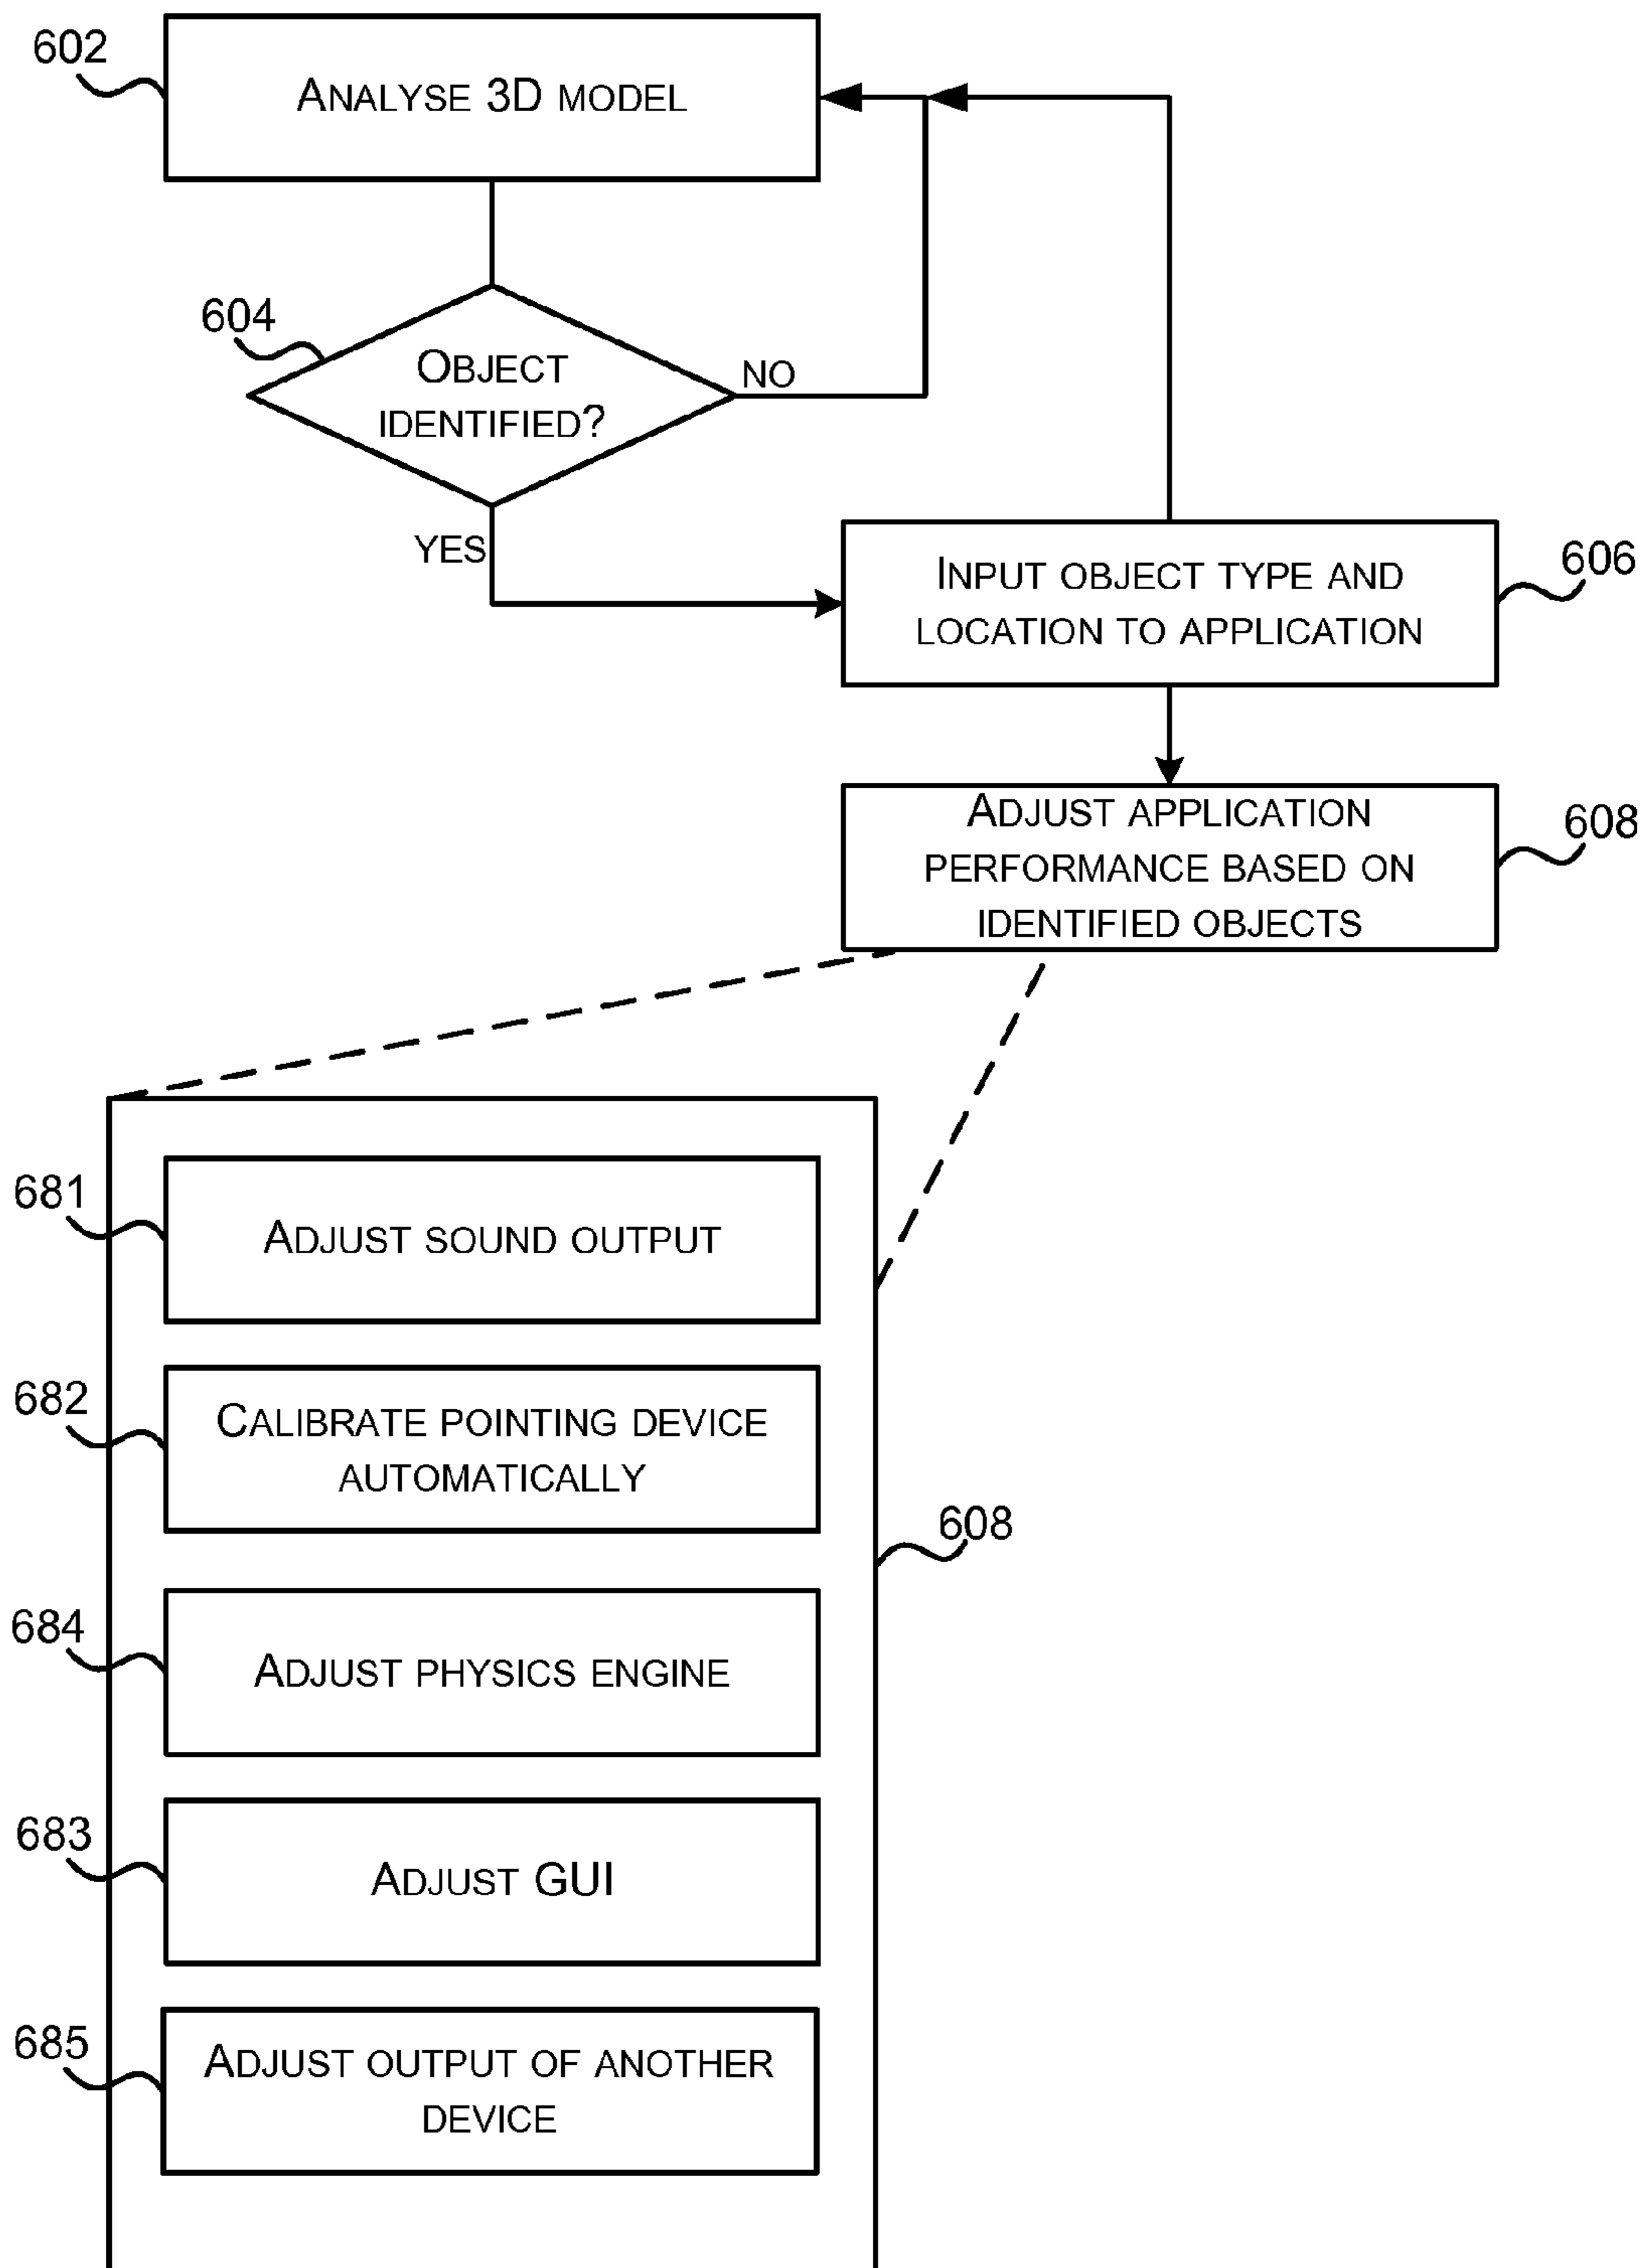 602
ANALYSE 3D MODEL
604
OBJECT
IDENTIFIED?
NO
YES
INPUT OBJECT TYPE AND
LOCATION TO APPLICATION
606
ADJUST APPLICATION
PERFORMANCE BASED ON
IDENTIFIED OBJECTS
608
681
ADJUST SOUND OUTPUT
682
CALIBRATE POINTING DEVICE
AUTOMATICALLY
608
684
ADJUST PHYSICS ENGINE
683
ADJUST GUI
685
ADJUST OUTPUT OF ANOTHER
DEVICE